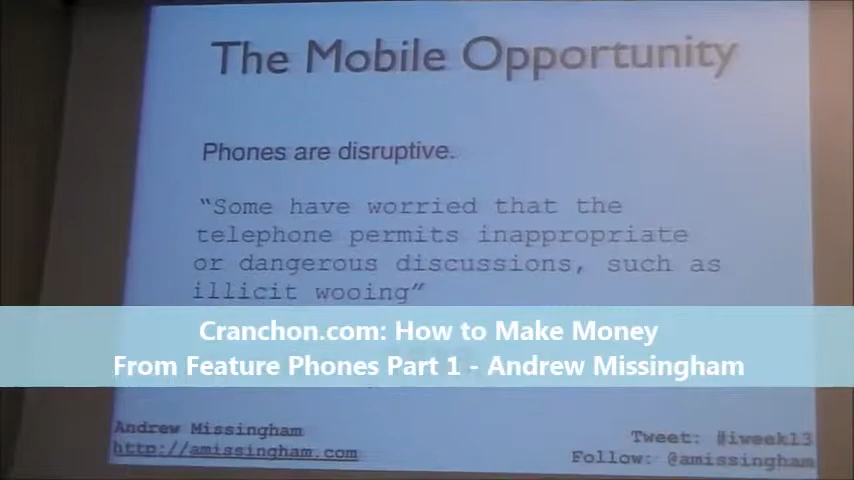 The Mobile Opportunity
Phones are disruptive.
“Some have worried that the
telephone permits inappropriate
or dangerous discussions, such as
illicit wooing”
Cranchon.com: How to Make Money
From Feature Phones Part 1 - Andrew Missingham
Andrew Missingham
http://amissingham.com
Tweet: #iweek13
Follow: @amissingham